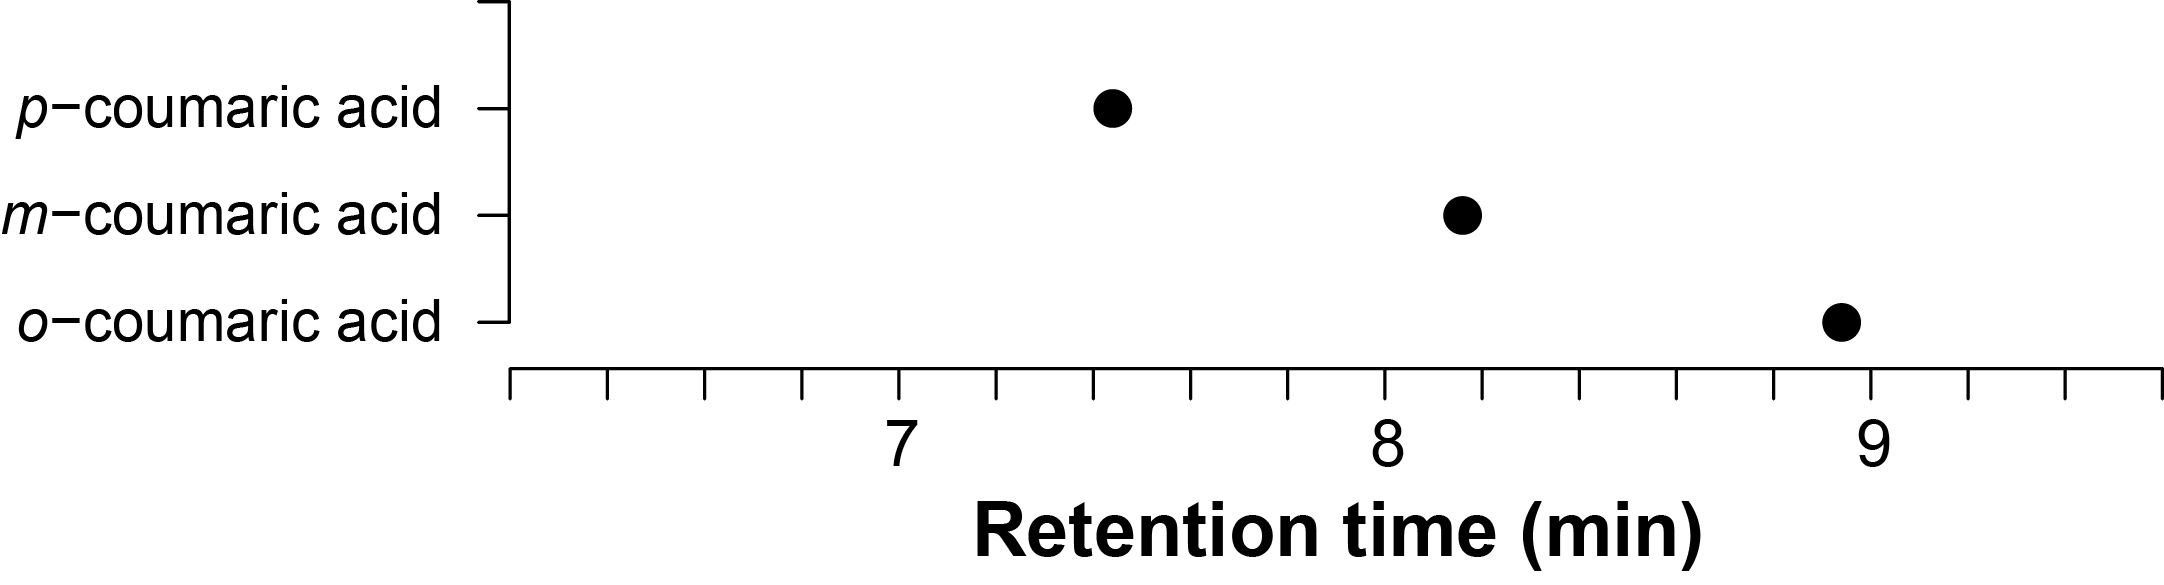 p−coumaric acid
m−coumaric acid
o−coumaric acid
7 8 9
Retention time (min)